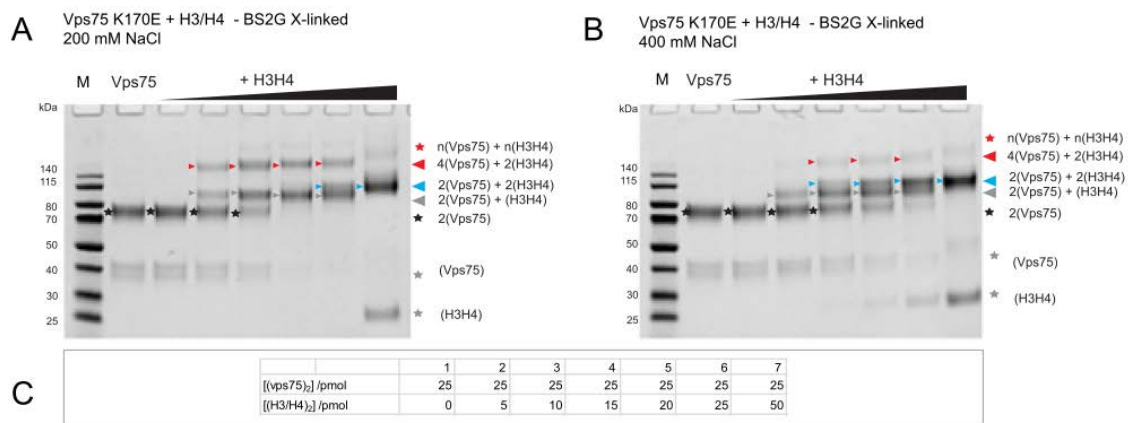 A
Vps75 K170E + H3/H4 - BS2G X-linked
200 mM NaCl
M Vps75 + H3H4
kDa
140
115
80
70
50
40
30
25
n(Vps75) + n(H3H4)
4(Vps75) + 2(H3H4)
2(Vps75) + 2(H3H4)
2(Vps75) + (H3H4)
2(Vps75)
(Vps75)
(H3H4)
B
Vps75 K170E + H3/H4 - BS2G X-linked
400 mM NaCl
M Vps75 + H3H4
kDa
140
115
80
70
50
40
30
25
n(Vps75) + n(H3H4)
4(Vps75) + 2(H3H4)
2(Vps75) + 2(H3H4)
2(Vps75) + (H3H4)
2(Vps75)
(Vps75)
(H3H4)
C
1 2 3 4 5 6 7
[(vps75)₂] /pmol 25 25 25 25 25 25 25
[(H3/H4)₂] /pmol 0 5 10 15 20 25 50